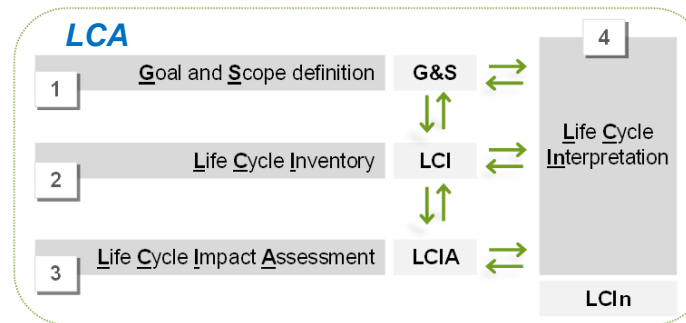 LCA
1
Goal and Scope definition
G&S
2
Life Cycle Inventory
LCI
3
Life Cycle Impact Assessment
LCIA
4
Life Cycle
Interpretation
LCIn